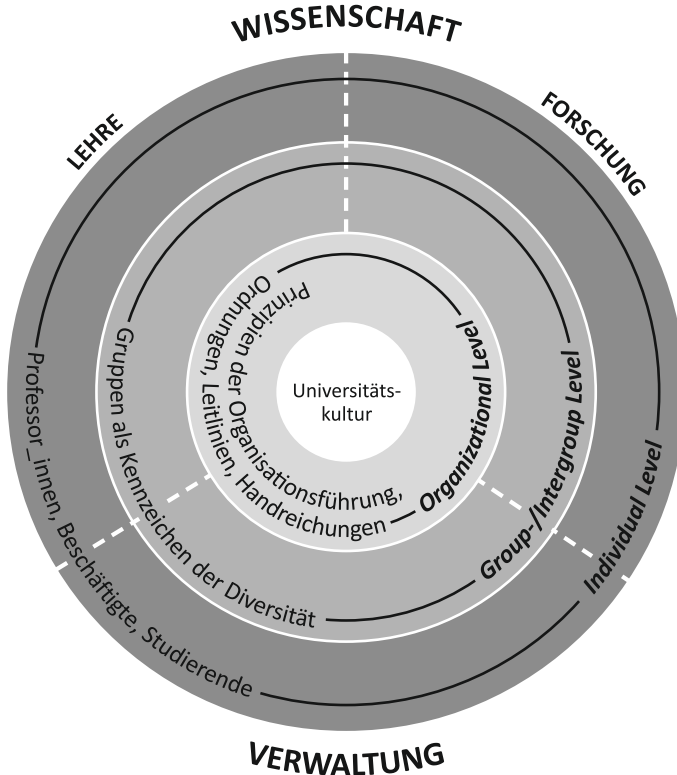 WISSENSCHAFT
LEHRE
FORSCHUNG
Universitäts-
kultur
Prinzipien der Organisationsführung,
Ordnungen, Leitlinien, Handreichungen
Organizational Level
Gruppen als Kennzeichen der Diversität
Group-/Intergroup Level
Professor_innen, Beschäftigte, Studierende
Individual Level
VERWALTUNG